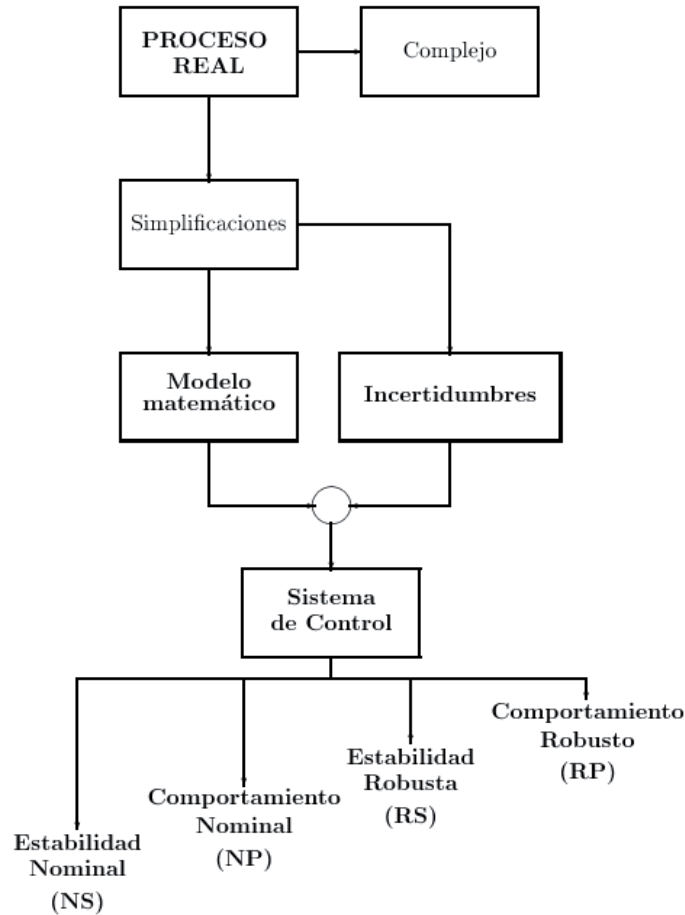 PROCESO
REAL
Complejo
Simplificaciones
Modelo
matemático
Incertidumbres
Sistema
de Control
Comportamiento
Robusto
(RP)
Estabilidad
Robusta
(RS)
Comportamiento
Nominal
(NP)
Estabilidad
Nominal
(NS)